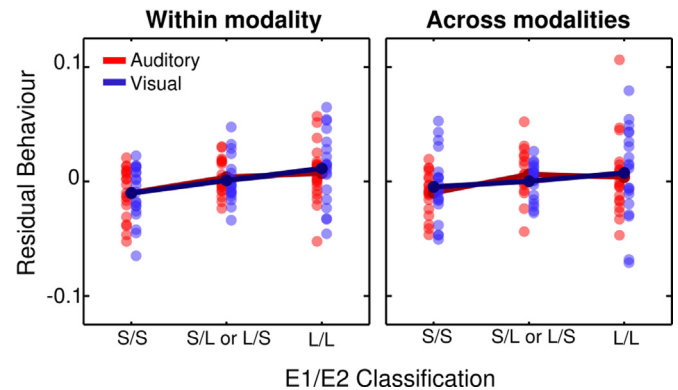 Within modality
Across modalities
0.1
0
-0.1
Residual Behaviour
Auditory
Visual
S/S
S/L or L/S
L/L
S/S
S/L or L/S
L/L
E1/E2 Classification